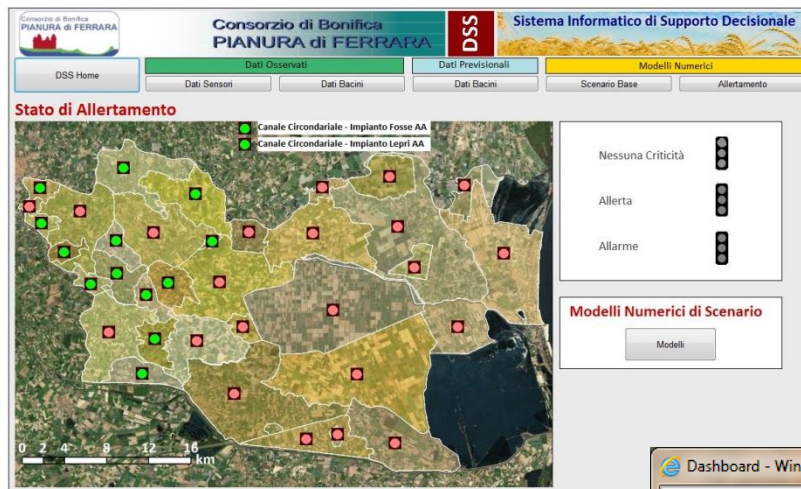 Consorzio di Bonifica
PIANURA di FERRARA
Consorzio di Bonifica
PIANURA di FERRARA
DSS
Sistema Informatico di Supporto Decisionale
DSS Home
Dati Osservati
Dati Previsionali
Modelli Numerici
Dati Sensori
Dati Bacini
Dati Bacini
Scenario Base
Allertamento
Stato di Allertamento
Canale Circondariale - Impianto Fosse AA
Canale Circondariale - Impianto Lepri AA
Nessuna Criticità
Allerta
Allarme
Modelli Numerici di Scenario
Modelli
0 2 4 8 12 16
km
Dashboard - Win